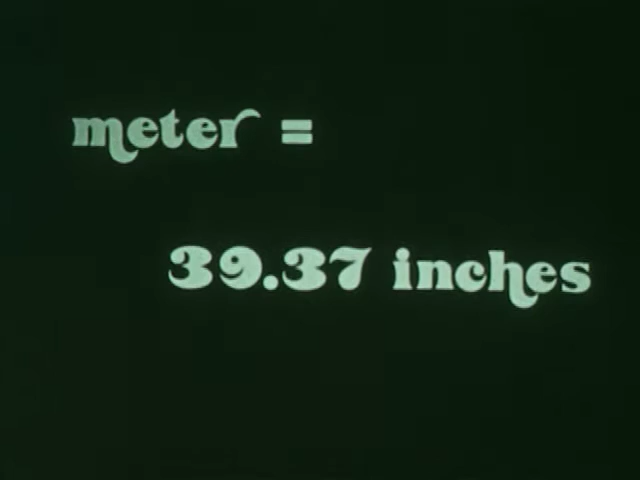 meter =
39.37 inches